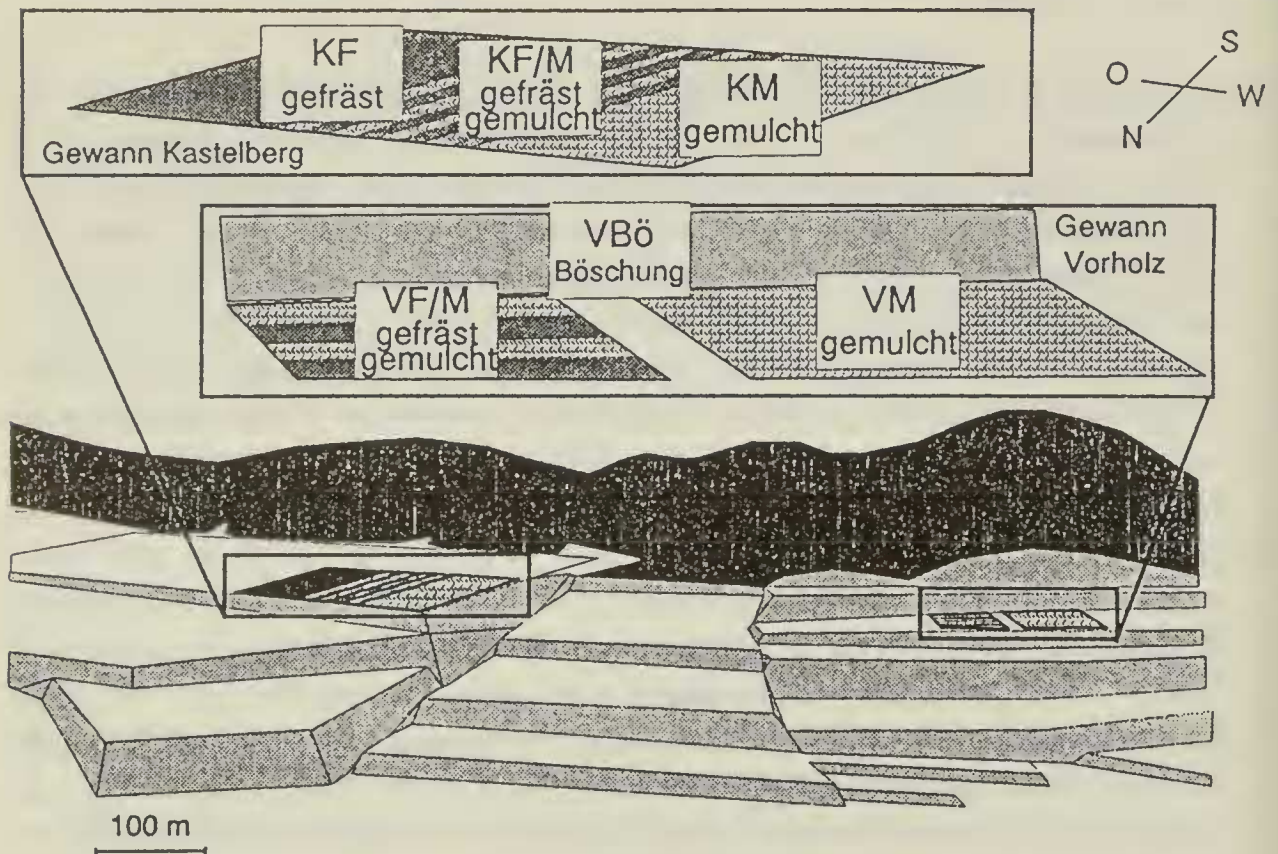 KF
gefräst
KF/M
gefräst
gemulcht
KM
gemulcht
Gewann Kastelberg
S
O
W
N
VBö
Böschung
Gewann
Vorholz
VF/M
gefräst
gemulcht
VM
gemulcht
100 m